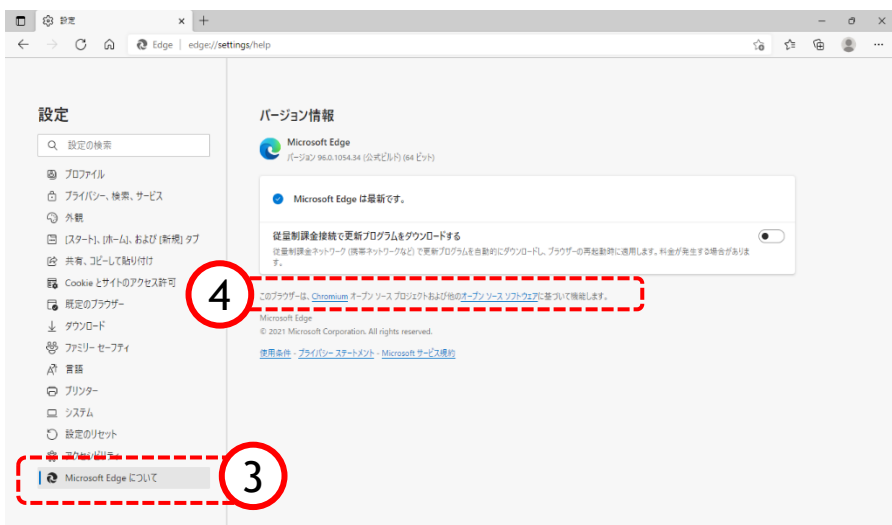 設定
Edge | edge://settings/help
設定
設定の検索
プロファイル
プライバシー、検索、サービス
外観
[スタート]、[ホーム]、および [新規] タブ
共有、コピーして貼り付け
Cookie とサイトのアクセス許可
既定のブラウザー
ダウンロード
ファミリー セーフティ
言語
プリンター
システム
設定のリセット
アクセシビリティ
Microsoft Edge について
3
バージョン情報
Microsoft Edge
バージョン 96.0.1054.34 (公式ビルド) (64 ビット)
Microsoft Edge は最新です。
従量制課金接続で更新プログラムをダウンロードする
従量制課金ネットワーク (携帯ネットワークなど) で更新プログラムを自動的にダウンロードし、ブラウザーの再起動時に適用します。料金が発生する場合がありま
す。
4
このブラウザーは、Chromium オープン ソース プロジェクトおよび他のオープン ソース ソフトウェアに基づいて機能します。
Microsoft Edge
© 2021 Microsoft Corporation. All rights reserved.
使用条件 - プライバシー ステートメント - Microsoft サービス規約